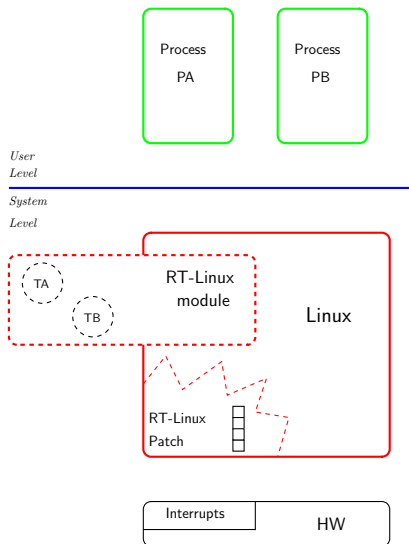 Process
PA
Process
PB
User
Level
System
Level
TA
TB
RT-Linux
module
Linux
RT-Linux
Patch
Interrupts
HW